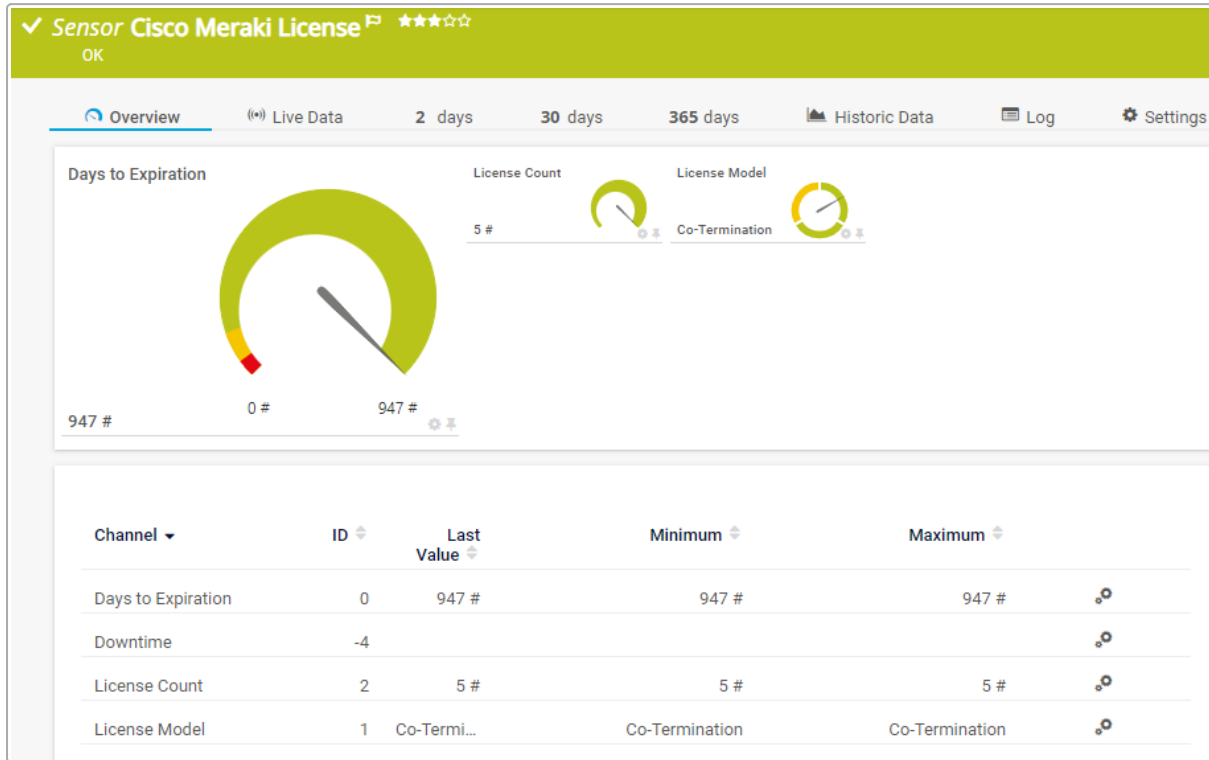 Sensor Cisco Meraki License
OK
Overview Live Data 2 days 30 days 365 days Historic Data Log Settings
Days to Expiration
947 #
0 # 947 #
License Count
5 #
License Model
Co-Termination
Channel ID Last Value Minimum Maximum
Days to Expiration 0 947 # 947 # 947 #
Downtime -4
License Count 2 5 # 5 # 5 #
License Model 1 Co-Termi... Co-Termination Co-Termination